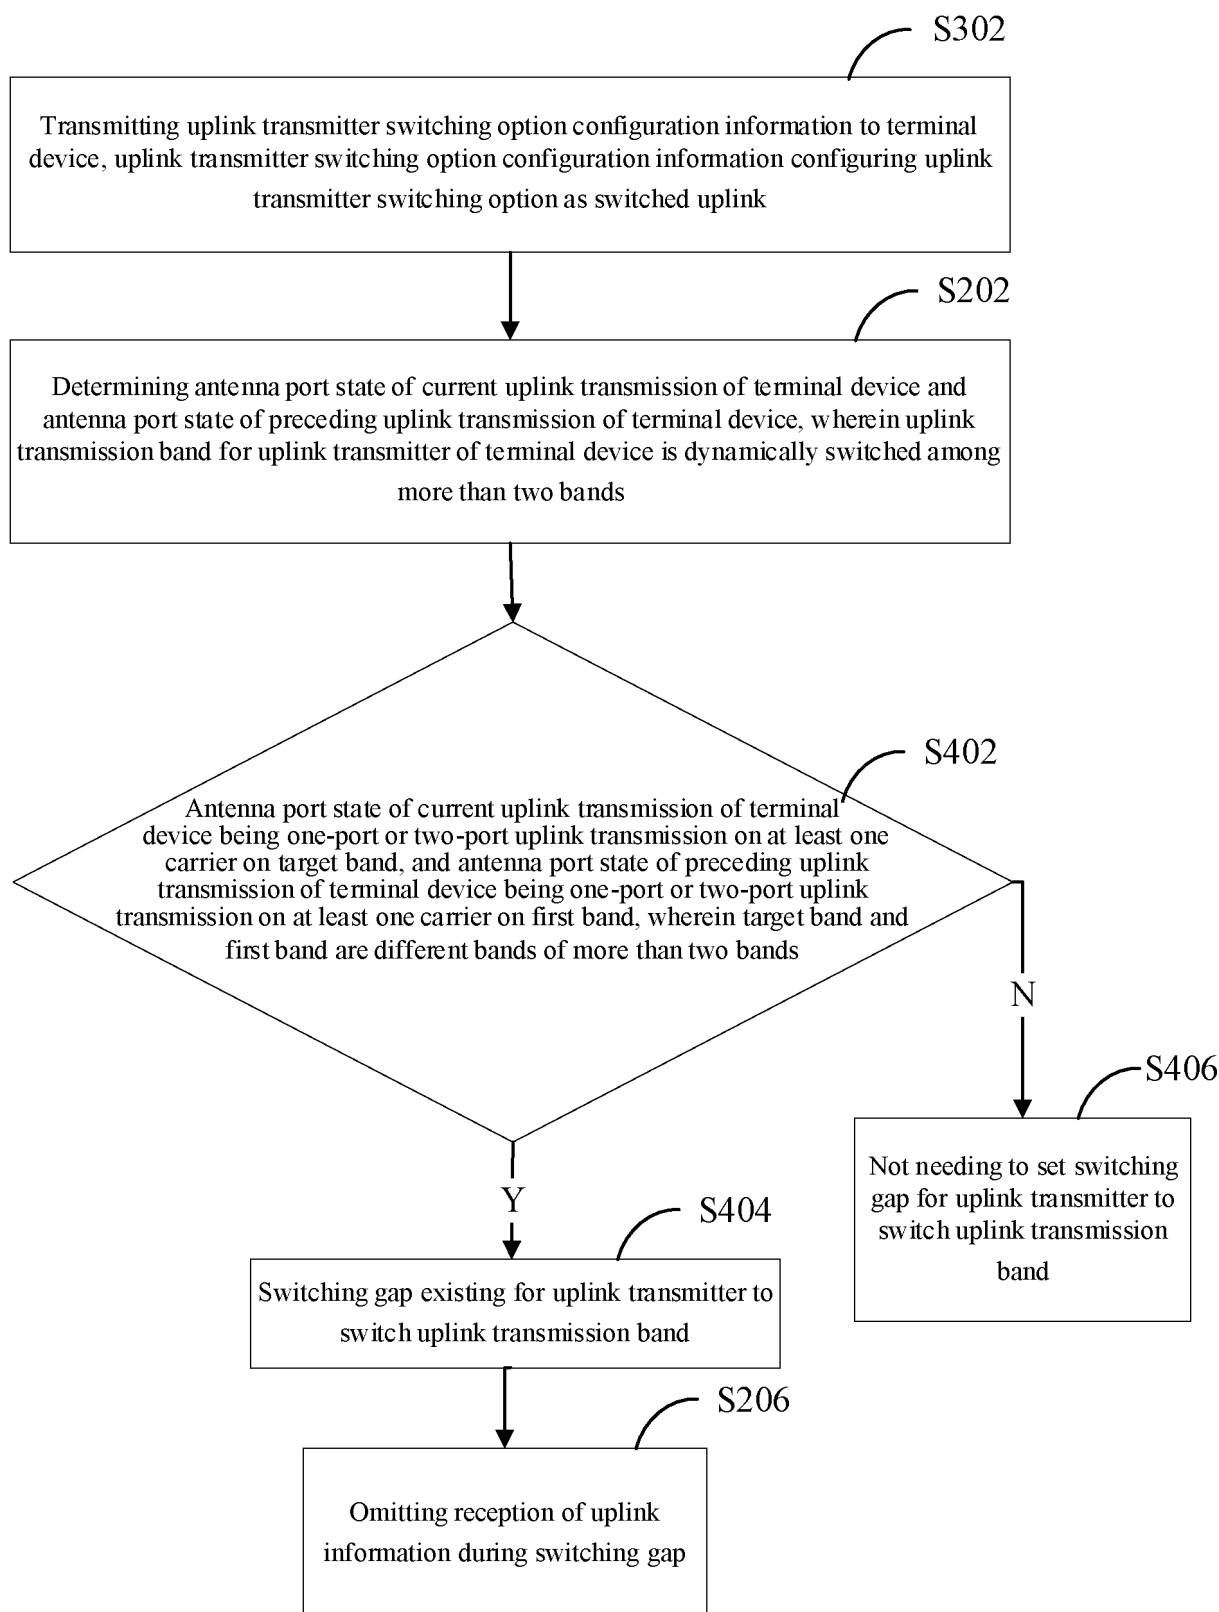 S302
Transmitting uplink transmitter switching option configuration information to terminal
device, uplink transmitter switching option configuration information configuring uplink
transmitter switching option as switched uplink
S202
Determining antenna port state of current uplink transmission of terminal device and
antenna port state of preceding uplink transmission of terminal device, wherein uplink
transmission band for uplink transmitter of terminal device is dynamically switched among
more than two bands
S402
Antenna port state of current uplink transmission of terminal
device being one-port or two-port uplink transmission on at least one
carrier on target band, and antenna port state of preceding uplink
transmission of terminal device being one-port or two-port uplink
transmission on at least one carrier on first band, wherein target band and
first band are different bands of more than two bands
N
S406
Not needing to set switching
gap for uplink transmitter to
switch uplink transmission
band
Y
S404
Switching gap existing for uplink transmitter to
switch uplink transmission band
S206
Omitting reception of uplink
information during switching gap